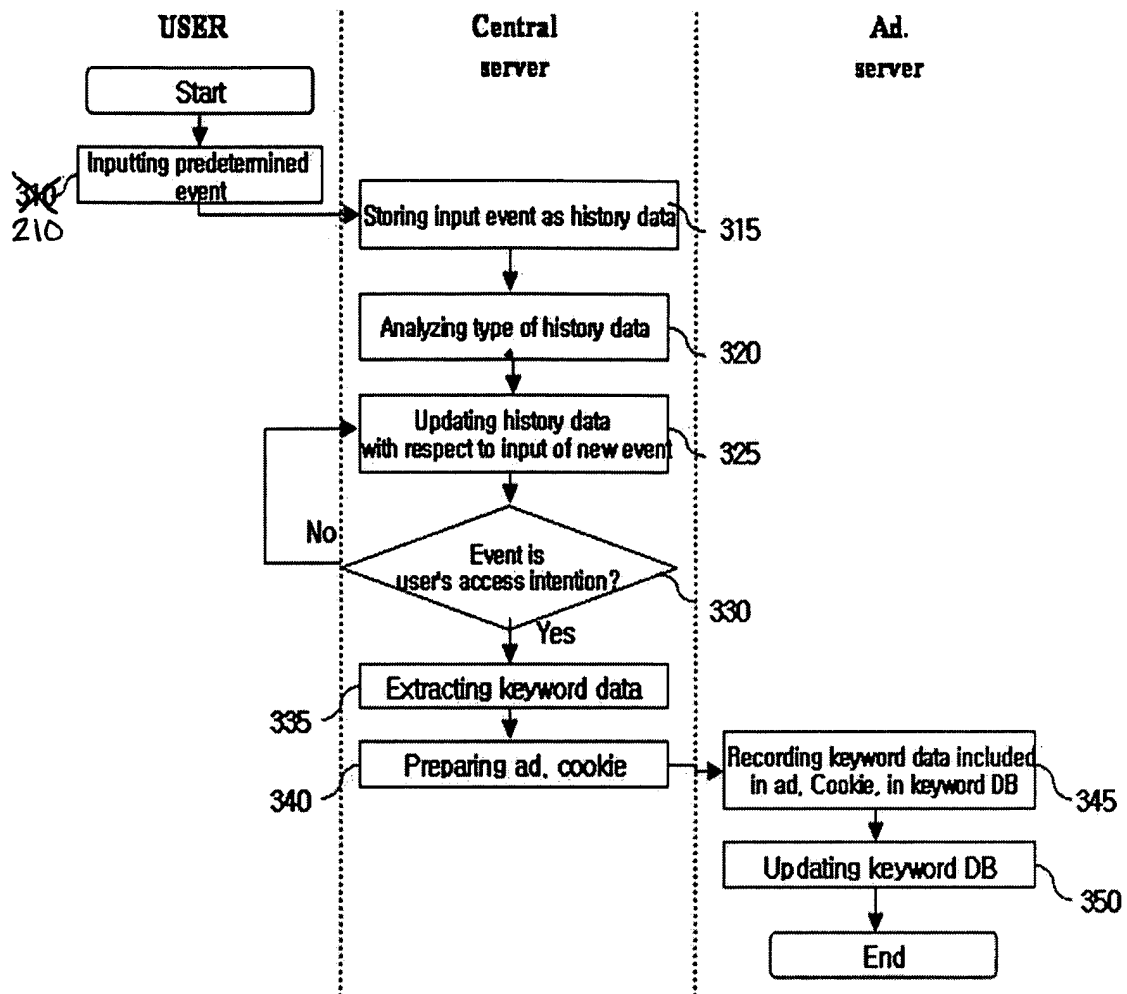 USER
Central
server
Ad.
server
Start
Inputting predetermined
event
310
210
Storing input event as history data
315
Analyzing type of history data
320
Updating history data
with respect to input of new event
325
No
Event is
user's access intention?
330
Yes
Extracting keyword data
335
Preparing ad, cookie
340
Recording keyword data included
in ad, Cookie, in keyword DB
345
Updating keyword DB
350
End